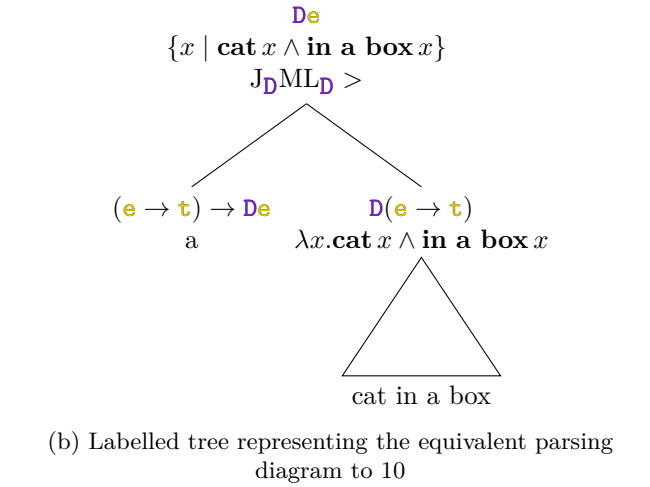 De
{x | cat x ∧ in a box x}
J_D ML_D >
(e → t) → De
D(e → t)
a
λx.cat x ∧ in a box x
cat in a box
(b) Labelled tree representing the equivalent parsing
diagram to 10